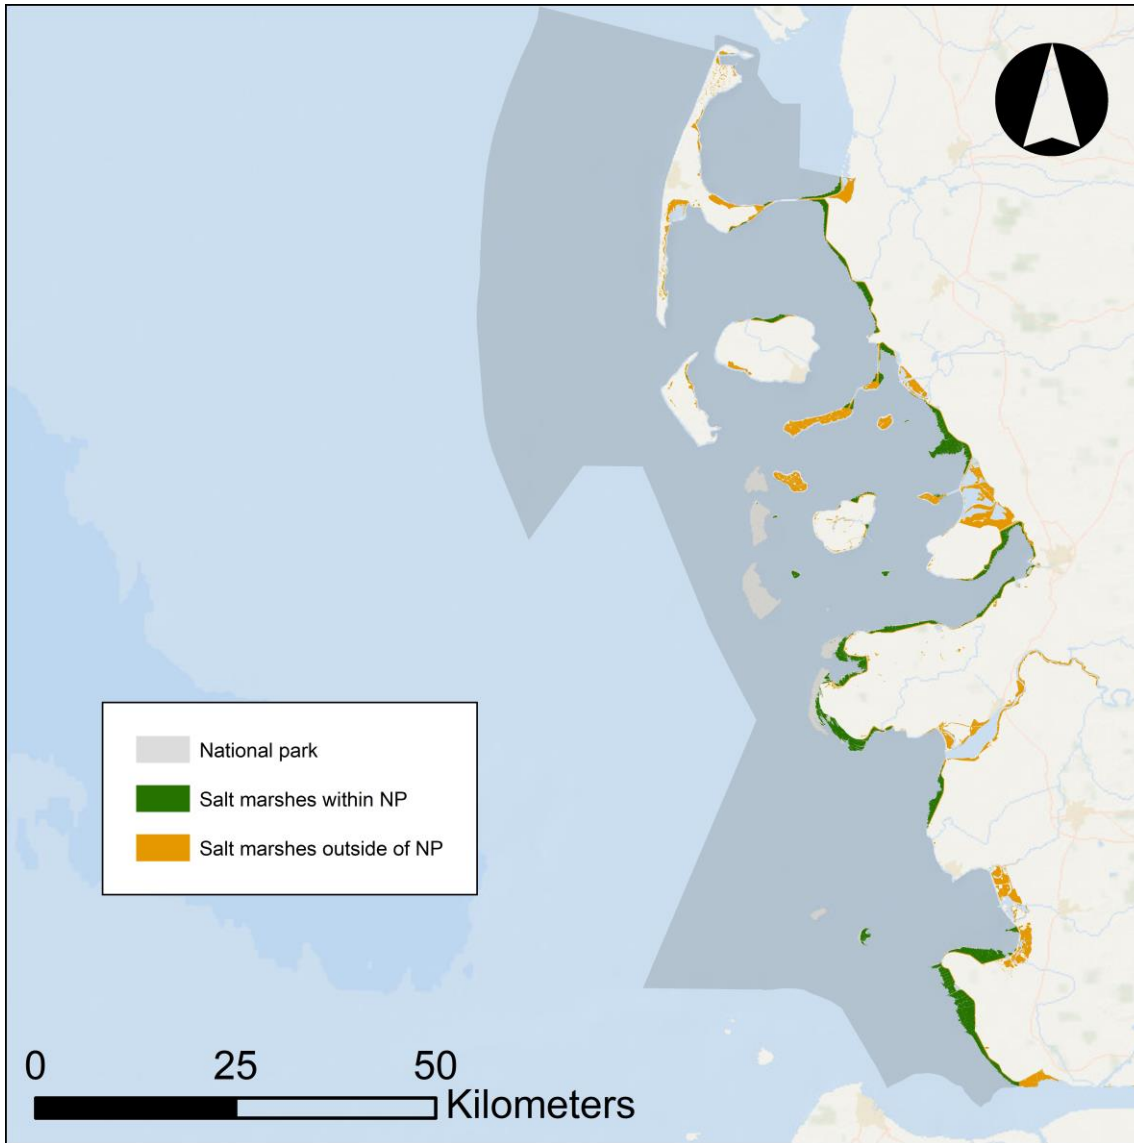 National park
Salt marshes within NP
Salt marshes outside of NP
0 25 50
Kilometers